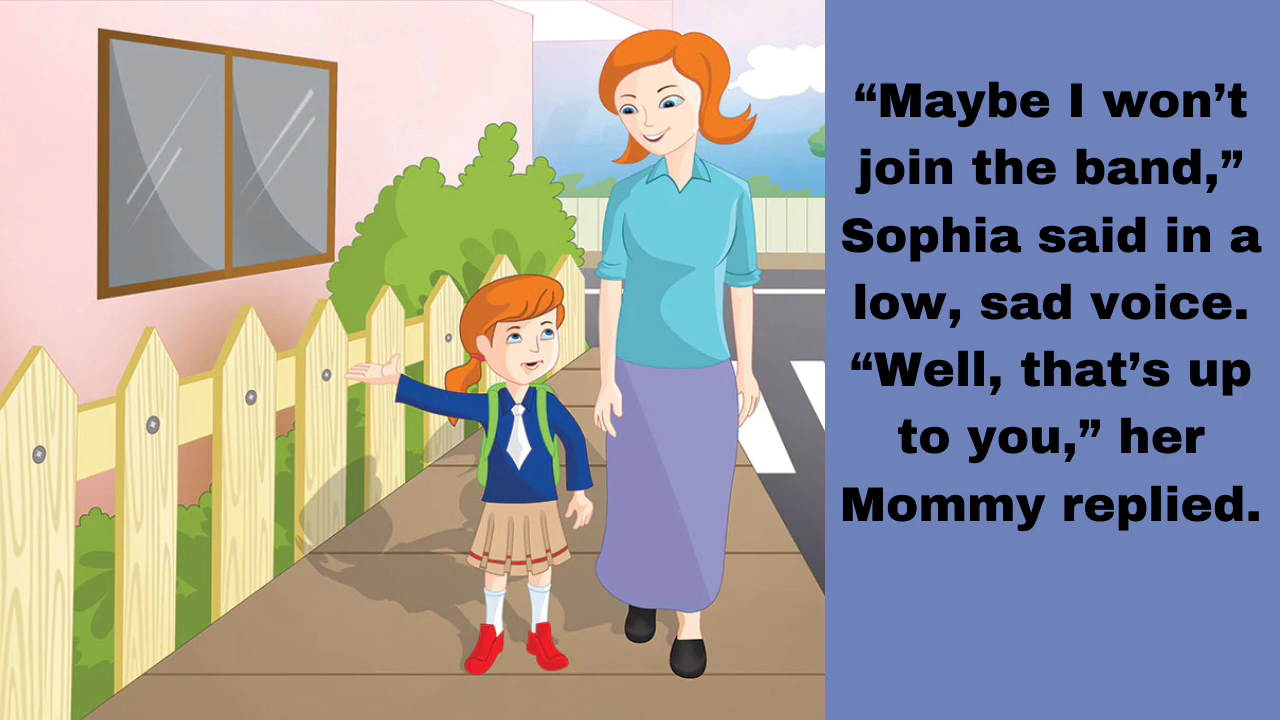 “Maybe I won’t
join the band,”
Sophia said in a
low, sad voice.
“Well, that’s up
to you,” her
Mommy replied.